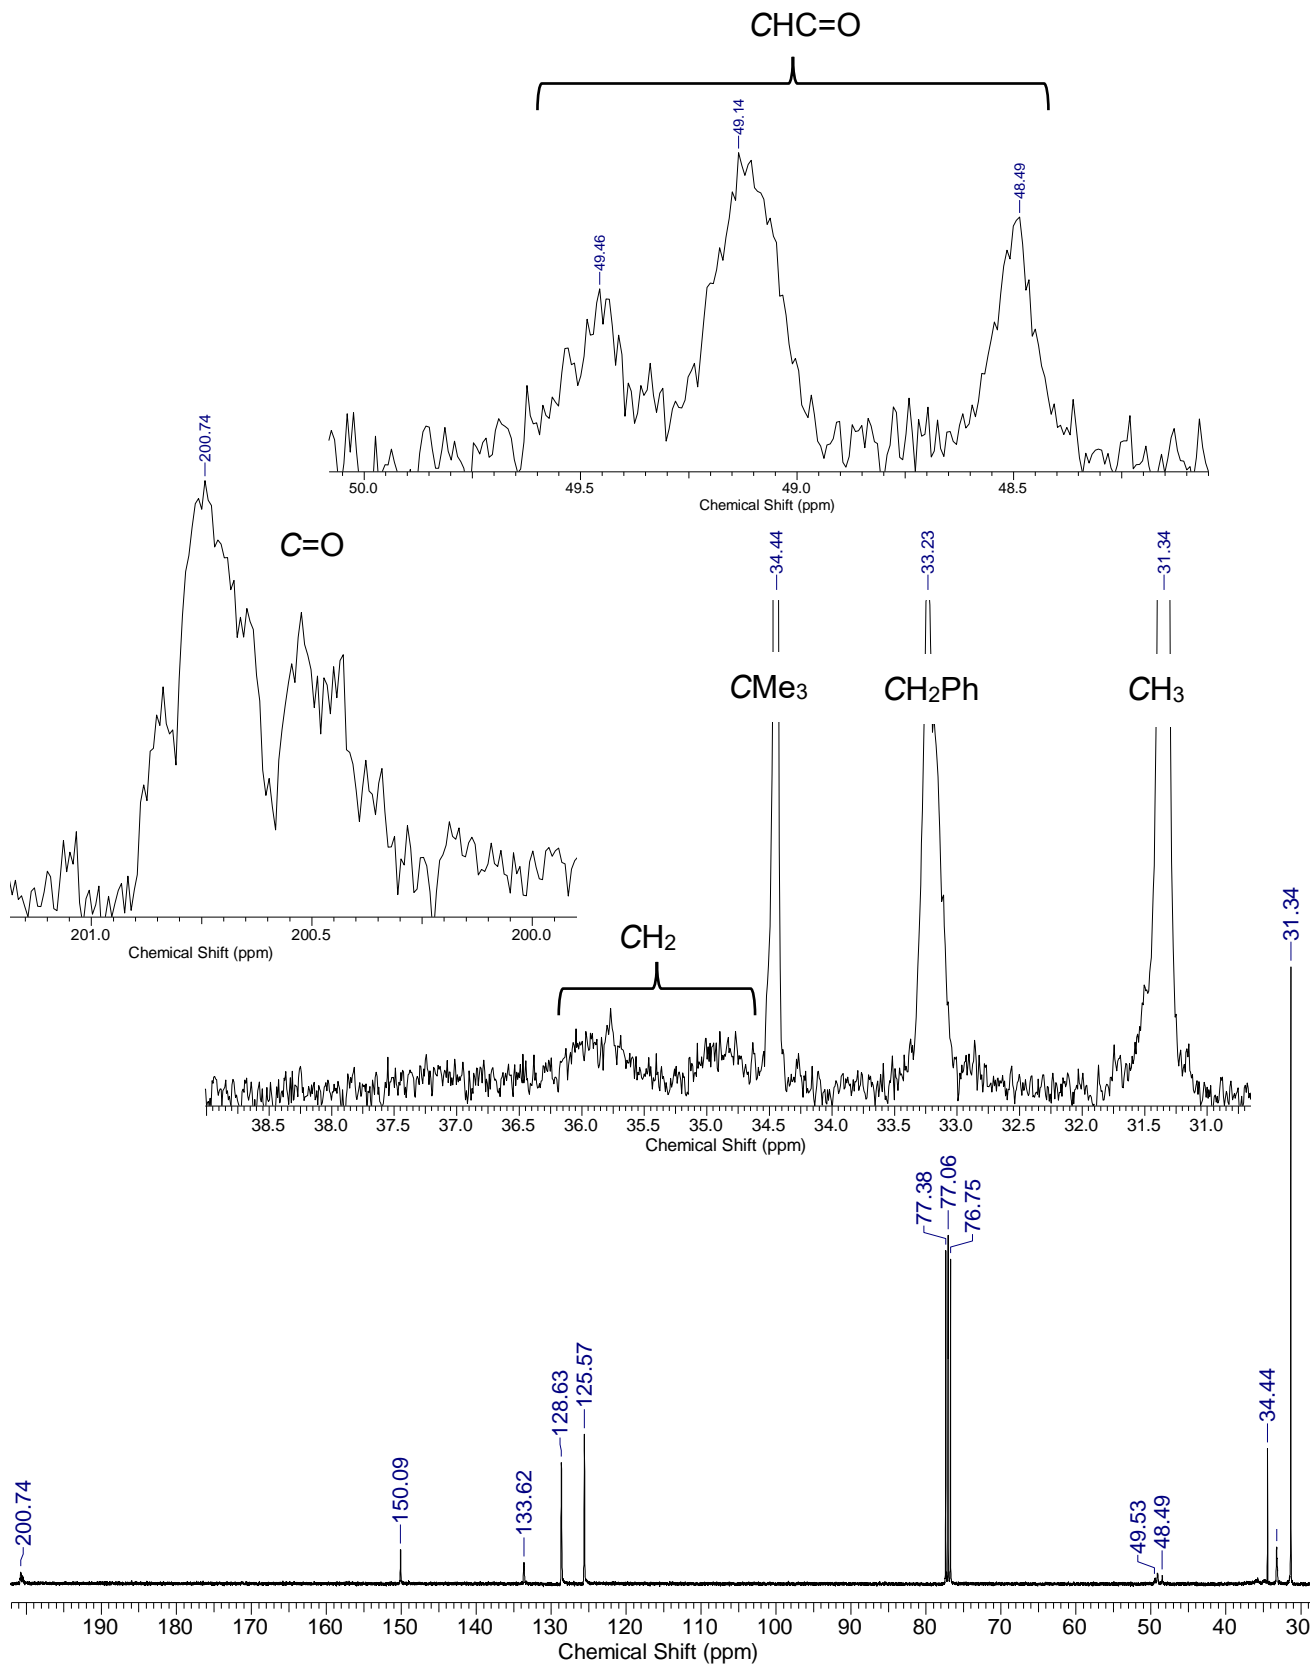 CHC=O
49.14
48.49
49.46
50.0 49.5 49.0 48.5
Chemical Shift (ppm)
200.74
C=O
201.0 200.5 200.0
Chemical Shift (ppm)
34.44
33.23
31.34
CMe3
CH2Ph
CH3
CH2
38.5 38.0 37.5 37.0 36.5 36.0 35.5 35.0 34.5 34.0 33.5 33.0 32.5 32.0 31.5 31.0
Chemical Shift (ppm)
200.74
150.09
133.62
128.63
125.57
77.38
77.06
76.75
49.53
48.49
34.44
31.34
190 180 170 160 150 140 130 120 110 100 90 80 70 60 50 40 30
Chemical Shift (ppm)